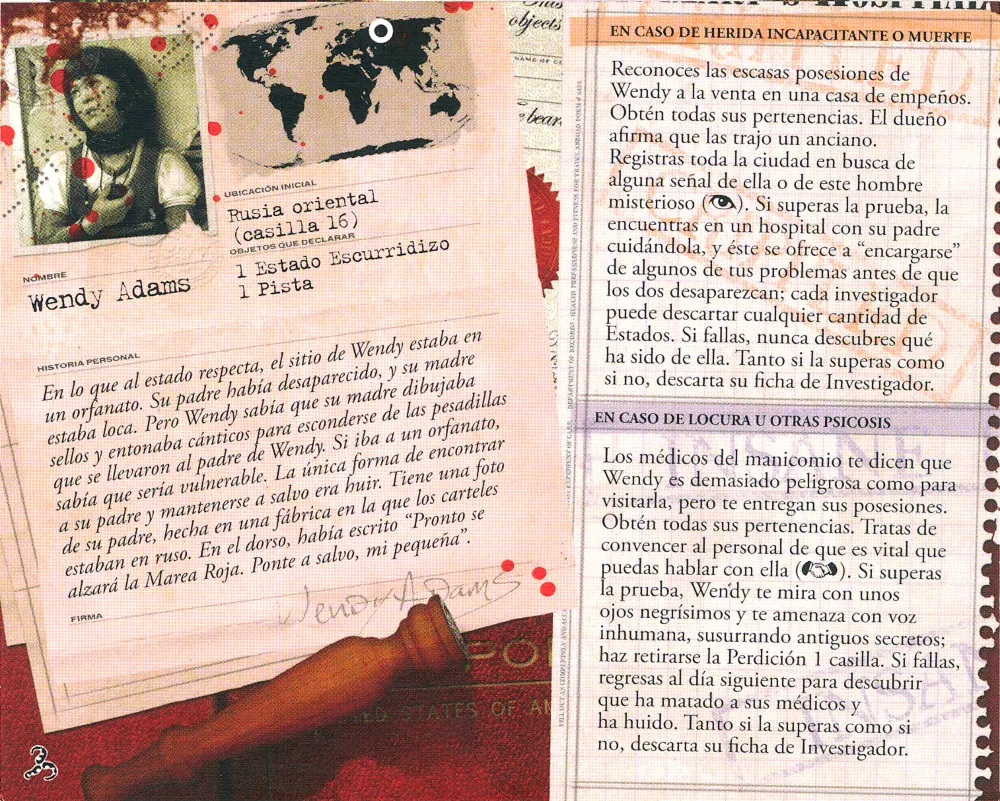 UBICACIÓN INICIAL
Rusia oriental
(casilla 16)
OBJETOS QUE DECLARAR
1 Estado Escurridizo
1 Pista
NOMBRE
Wendy Adams
HISTORIA PERSONAL
En lo que al estado respecta, el sitio de Wendy estaba en
un orfanato. Su padre había desaparecido, y su madre
estaba loca. Pero Wendy sabía que su madre dibujaba
sellos y entonaba cánticos para esconderse de las pesadillas
que se llevaron al padre de Wendy. Si iba a un orfanato,
sabía que sería vulnerable. La única forma de encontrar
a su padre y mantenerse a salvo era huir. Tiene una foto
de su padre, hecha en una fábrica en la que los carteles
estaban en ruso. En el dorso, había escrito “Pronto se
alzará la Marea Roja. Ponte a salvo, mi pequeña”.
FIRMA
Wendy Adams
objects
e bear
UNITED STATES OF AM
EN CASO DE HERIDA INCAPACITANTE O MUERTE
Reconoces las escasas posesiones de
Wendy a la venta en una casa de empeños.
Obtén todas sus pertenencias. El dueño
afirma que las trajo un anciano.
Registras toda la ciudad en busca de
alguna señal de ella o de este hombre
misterioso ( ). Si superas la prueba, la
encuentras en un hospital con su padre
cuidándola, y éste se ofrece a “encargarse”
de algunos de tus problemas antes de que
los dos desaparezcan; cada investigador
puede descartar cualquier cantidad de
Estados. Si fallas, nunca descubres qué
ha sido de ella. Tanto si la superas como
si no, descarta su ficha de Investigador.
EN CASO DE LOCURA U OTRAS PSICOSIS
Los médicos del manicomio te dicen que
Wendy es demasiado peligrosa como para
visitarla, pero te entregan sus posesiones.
Obtén todas sus pertenencias. Tratas de
convencer al personal de que es vital que
puedas hablar con ella ( ). Si superas
la prueba, Wendy te mira con unos
ojos negrísimos y te amenaza con voz
inhumana, susurrando antiguos secretos;
haz retirarse la Perdición 1 casilla. Si fallas,
regresas al día siguiente para descubrir
que ha matado a sus médicos y
ha huido. Tanto si la superas como si
no, descarta su ficha de Investigador.